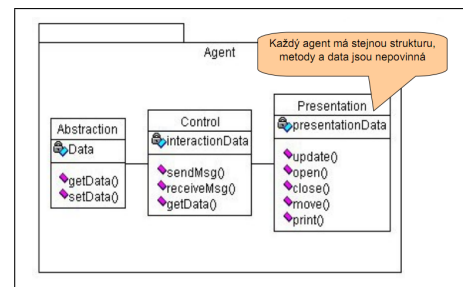 Agent
Každý agent má stejnou strukturu,
metody a data jsou nepovinná
Abstraction
Data
getData()
setData()
Control
interactionData
sendMsg()
receiveMsg()
getData()
Presentation
presentationData
update()
open()
close()
move()
print()